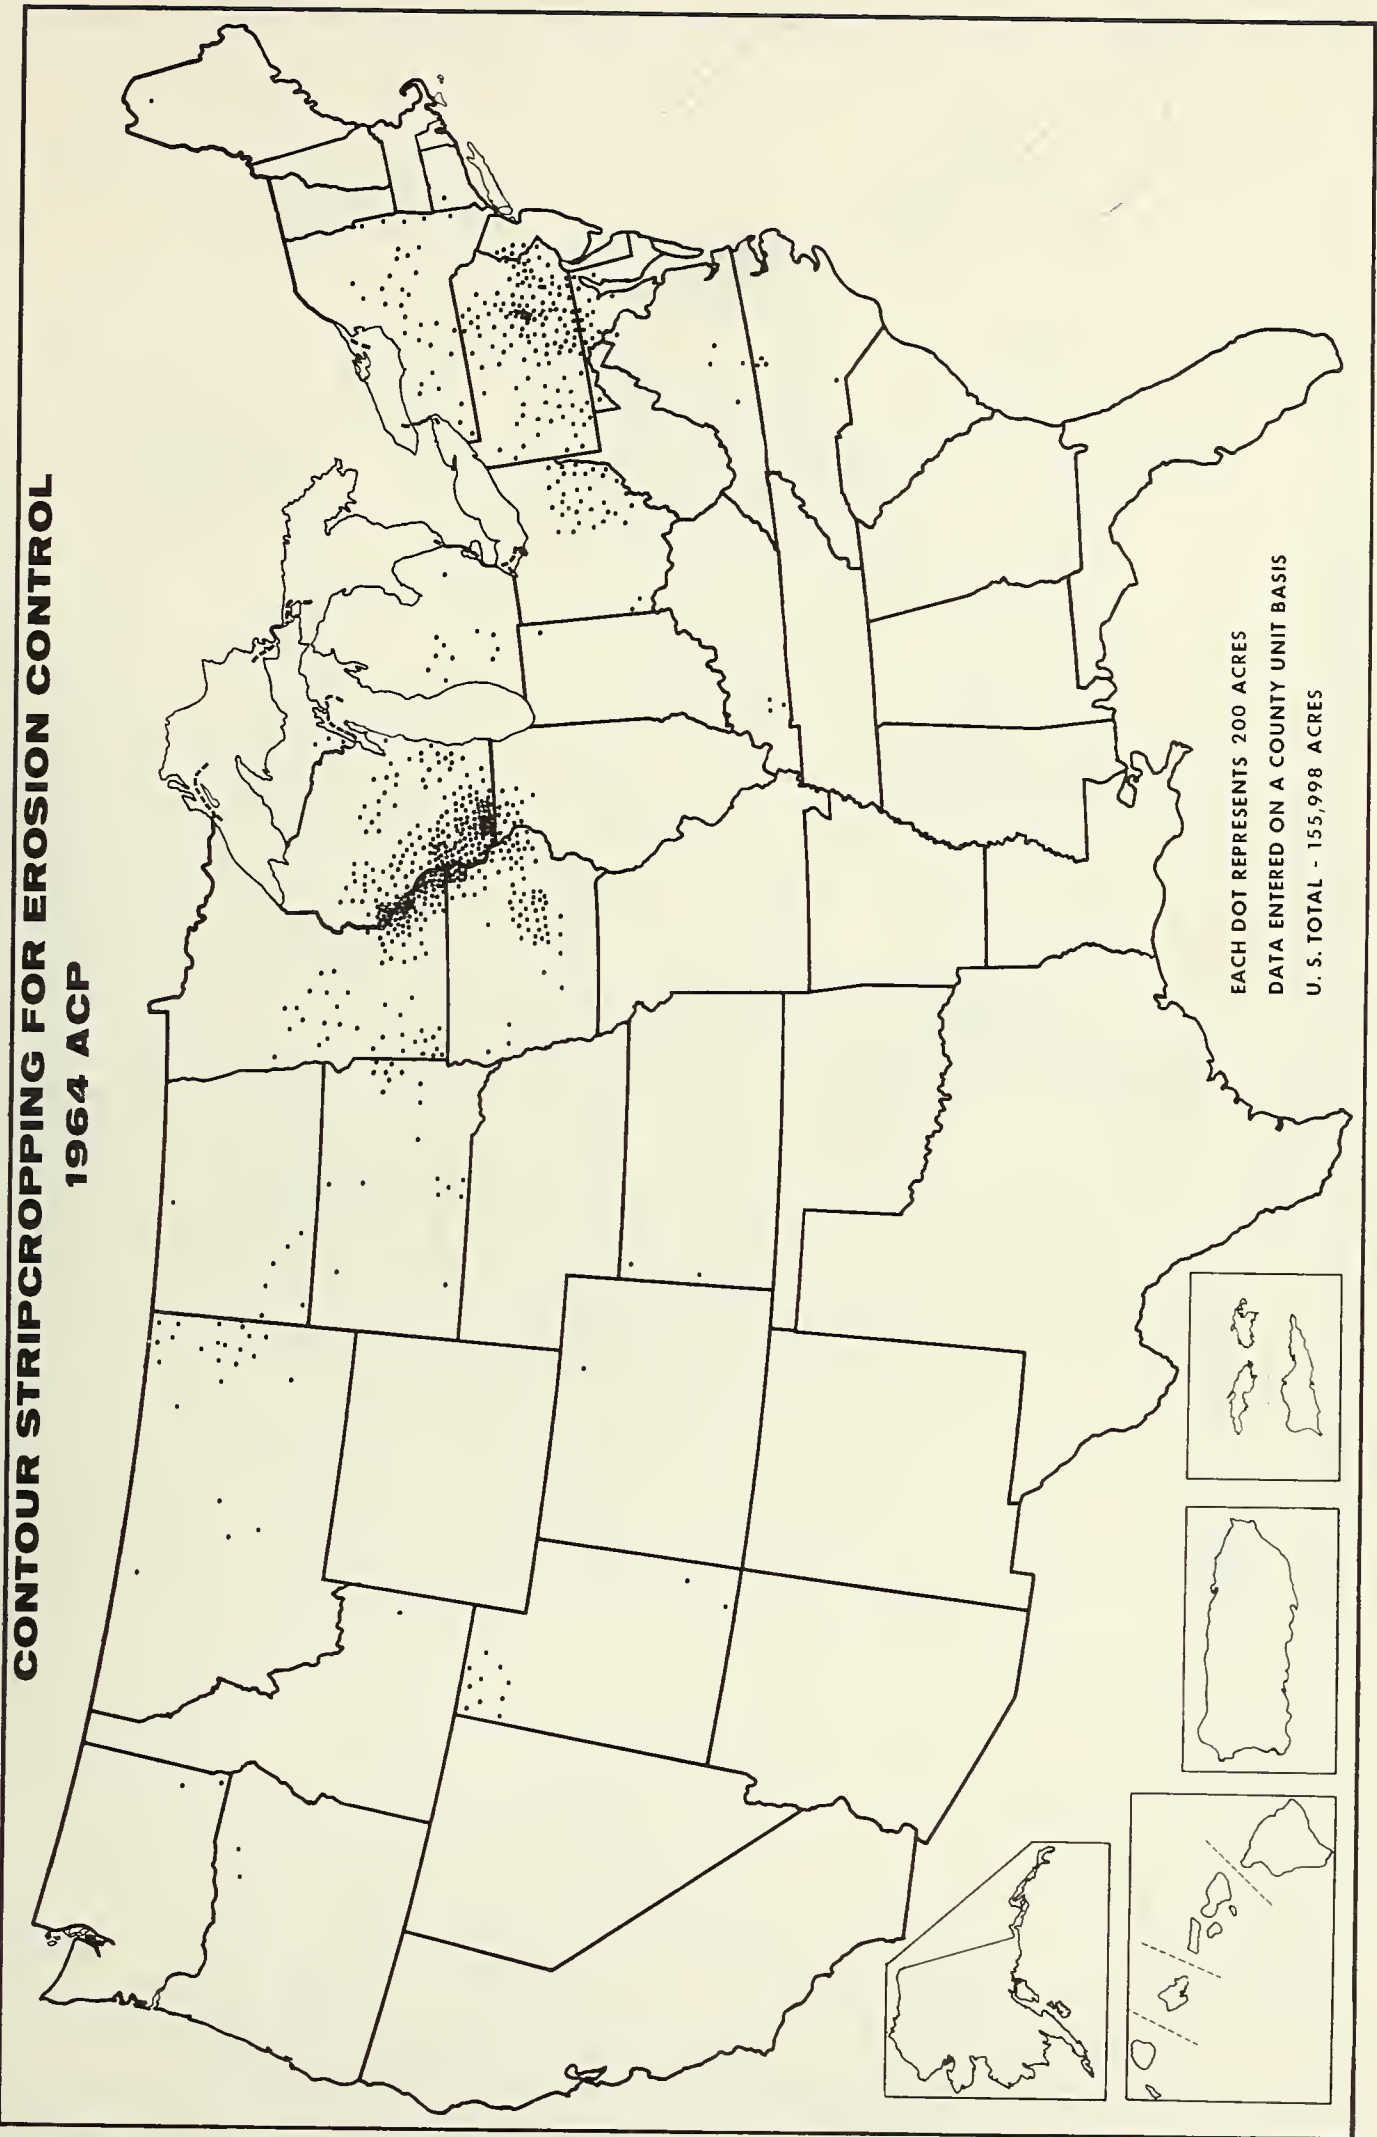 CONTOUR STRIPCROPPING FOR EROSION CONTROL
1964 ACP
EACH DOT REPRESENTS 200 ACRES
DATA ENTERED ON A COUNTY UNIT BASIS
U. S. TOTAL - 155,998 ACRES